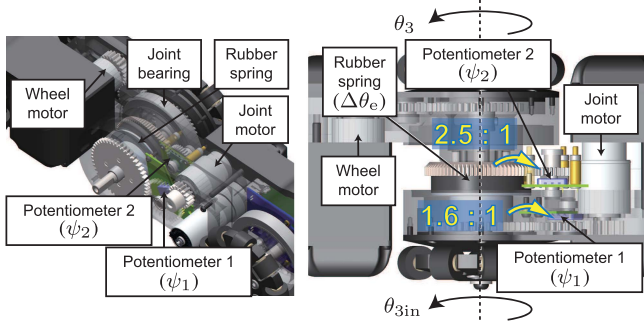 Joint
bearing
Rubber
spring
Wheel
motor
Joint
motor
Potentiometer 2
(ψ₂)
Potentiometer 1
(ψ₁)
θ₃
Rubber
spring
(Δθₑ)
Potentiometer 2
(ψ₂)
Joint
motor
2.5 : 1
Wheel
motor
1.6 : 1
Potentiometer 1
(ψ₁)
θ₃ᵢₙ